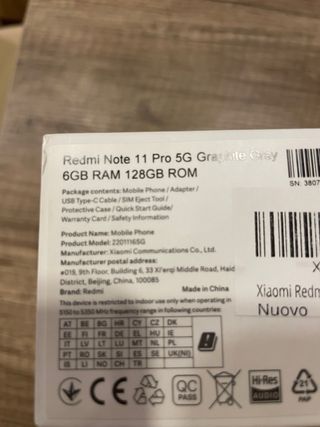 Redmi Note 11 Pro 5G Graphite Gray
6GB RAM 128GB ROM
SN: 3807
Package contents: Mobile Phone / Adapter /
USB Type-C Cable / SIM Eject Tool /
Protective Case / Quick Start Guide/
Warranty Card / Safety Information
Product Name: Mobile Phone
Product Model: 2201116SG
Manufacturer: Xiaomi Communications Co., Ltd.
Manufacturer postal address:
#019, 9th Floor, Building 6, 33 Xi'erqi Middle Road, Haid
District, Beijing, China, 100085
Brand: Redmi
Made in China
X
Xiaomi Redm
Nuovo
This device is restricted to indoor use only when operating in
5150 to 5350 MHz frequency range in following countries:
AT BE BG HR CY CZ DK
EE FI FR DE EL HU IE
IT LV LT LU MT NL PL
PT RO SK SI ES SE UK(NI)
IS LI NO CH TR
CE
QC
PASS
Hi-Res
AUDIO
21
PAP